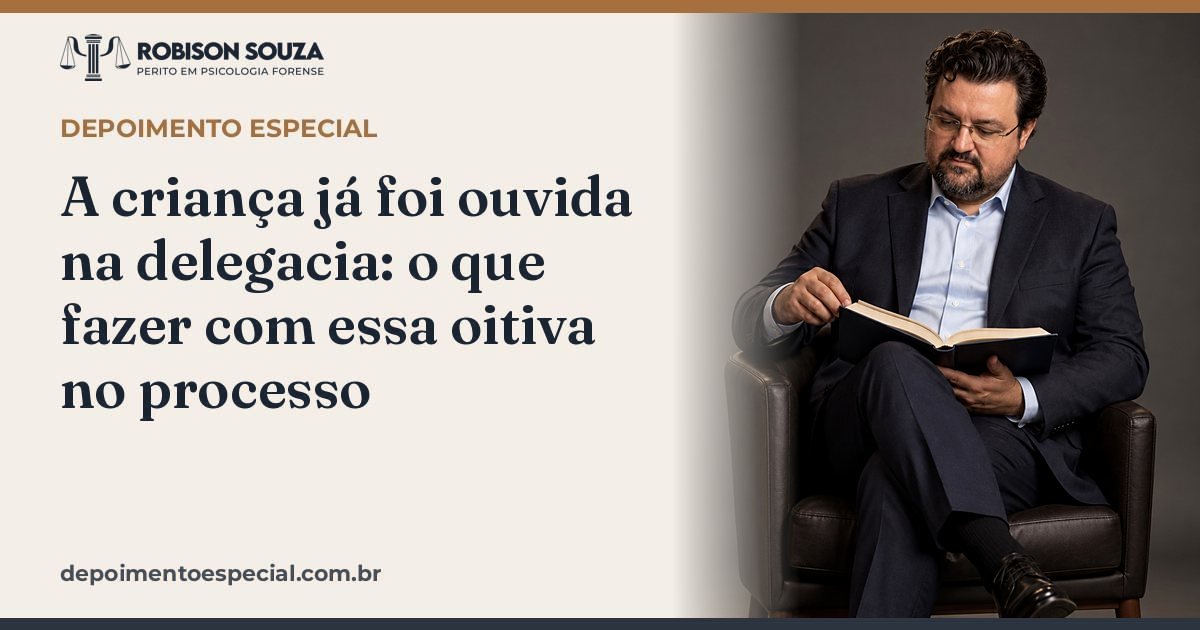 ROBISON SOUZA
PERITO EM PSICOLOGIA FORENSE
DEPOIMENTO ESPECIAL
A criança já foi ouvida
na delegacia: o que
fazer com essa oitiva
no processo
depoimentoespecial.com.br